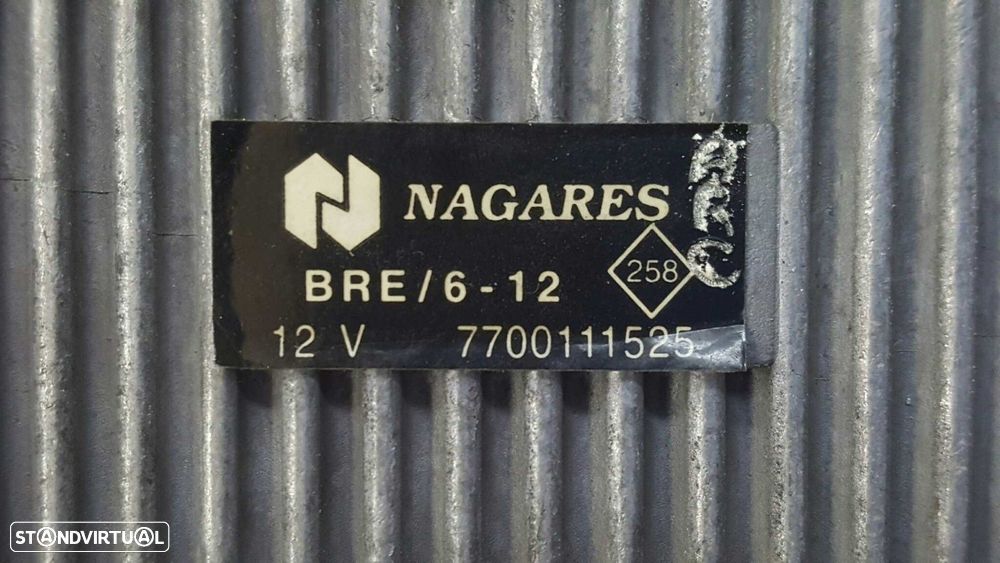 NAGARES
BRE/6-12
258
12 V 7700111525
STANDVIRTUAL